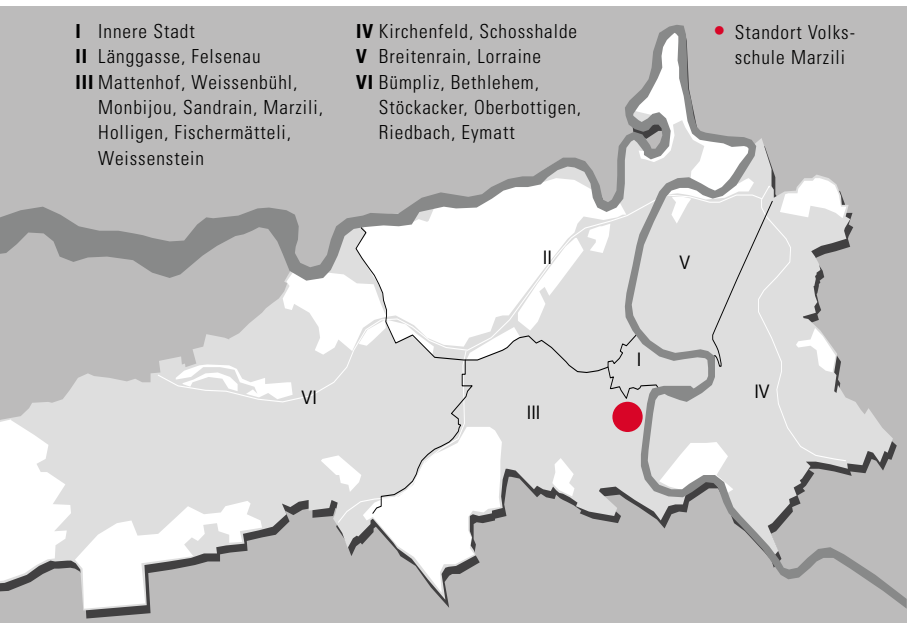 I Innere Stadt
II Länggasse, Felsenau
III Mattenhof, Weissenbühl,
Monbijou, Sandrain, Marzili,
Holligen, Fischermätteli,
Weissenstein
IV Kirchenfeld, Schosshalde
V Breitenrain, Lorraine
VI Bümpliz, Bethlehem,
Stöckacker, Oberbottigen,
Riedbach, Eymatt
Standort Volks-
schule Marzili
II
V
I
VI
III
IV